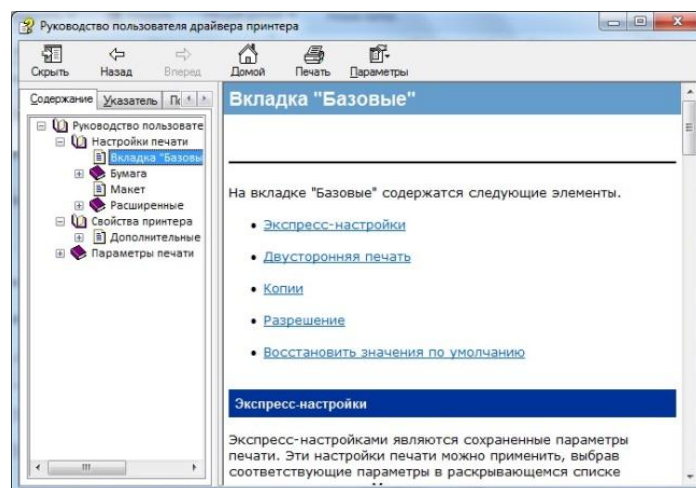 Руководство пользователя драйвера принтера
Скрыть Назад Вперед Домой Печать Параметры
Содержание Указатель
Вкладка "Базовые"
Руководство пользовате
Настройки печати
Вкладка "Базовы
Бумага
Макет
Расширенные
Свойства принтера
Дополнительные
Параметры печати
На вкладке "Базовые" содержатся следующие элементы.
• Экспресс-настройки
• Двусторонняя печать
• Копии
• Разрешение
• Восстановить значения по умолчанию
Экспресс-настройки
Экспресс-настройками являются сохраненные параметры
печати. Эти настройки печати можно применить, выбрав
соответствующие параметры в раскрывающемся списке